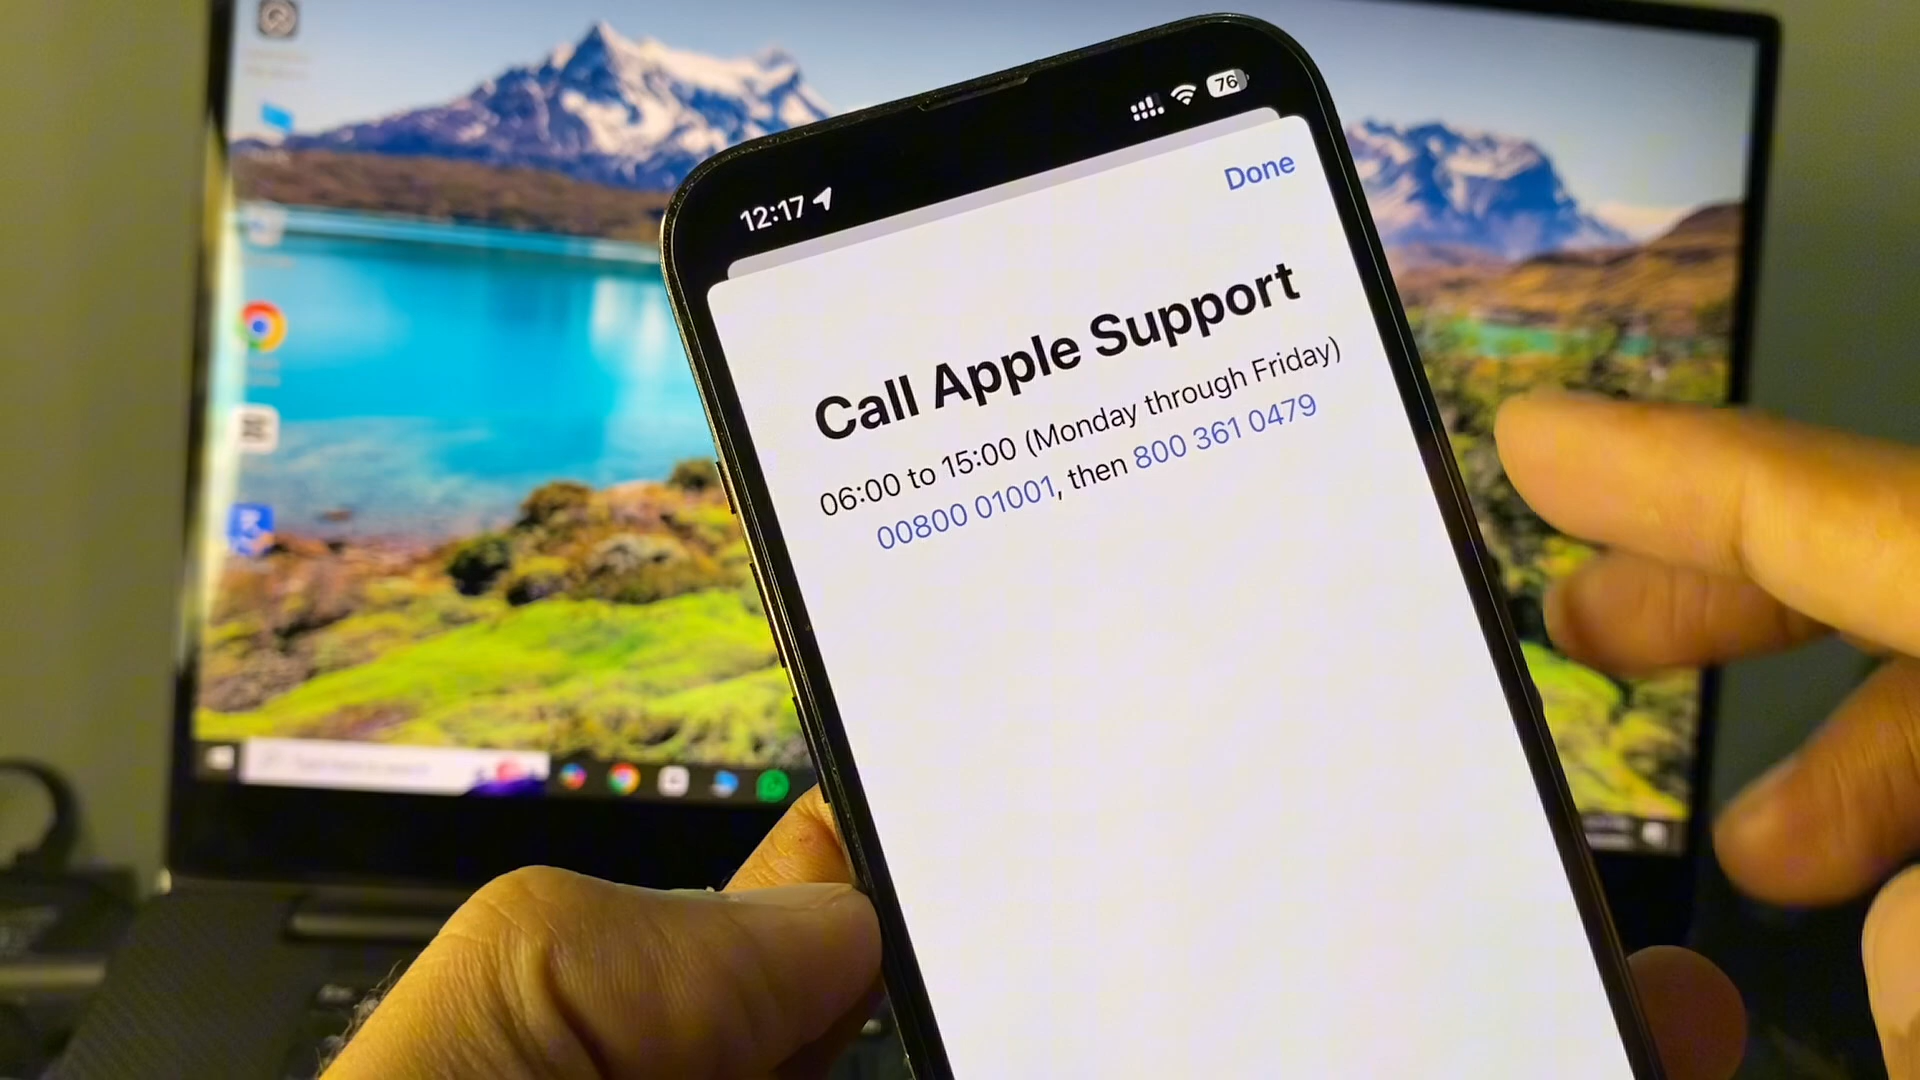 12:17
76
Done
Call Apple Support
06:00 to 15:00 (Monday through Friday)
00800 01001, then 800 361 0479